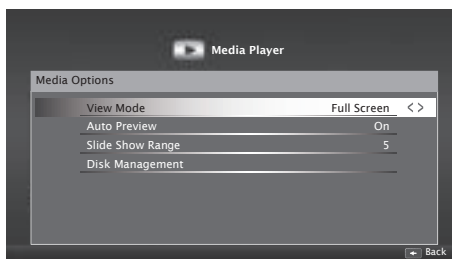 Media Player
Media Options
View Mode Full Screen < >
Auto Preview On
Slide Show Range 5
Disk Management
Back